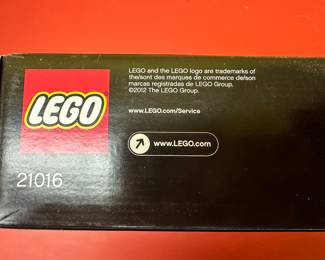 LEGO
LEGO and the LEGO logo are trademarks of
the/sont des marques de commerce de/son
marcas registradas de LEGO Group.
©2012 The LEGO Group.
www.LEGO.com/Service
www.LEGO.com
21016